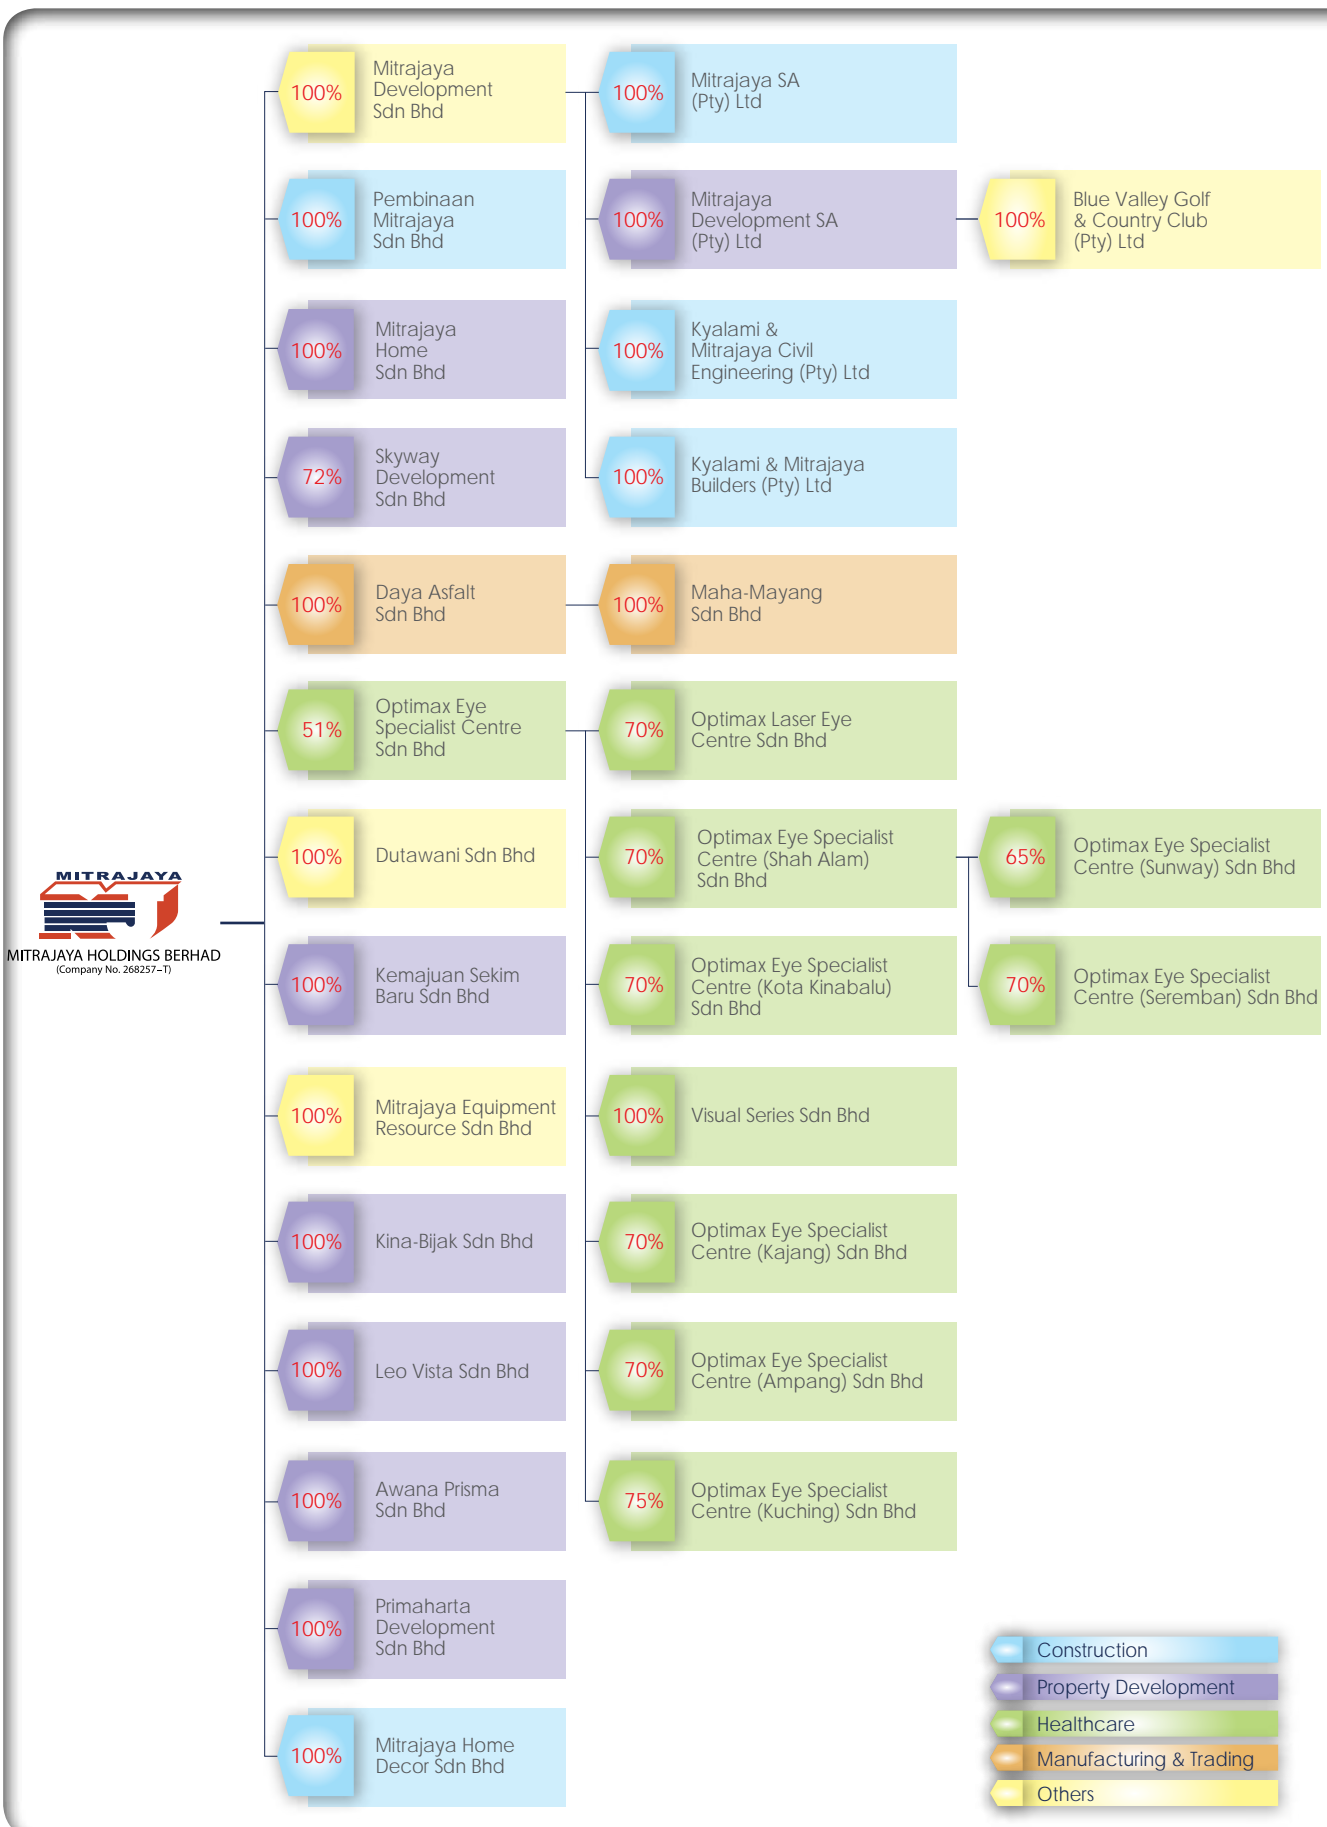 100%
Mitrajaya
Development
Sdn Bhd
100%
Mitrajaya SA
(Pty) Ltd
100%
Pembinaan
Mitrajaya
Sdn Bhd
100%
Mitrajaya
Development SA
(Pty) Ltd
100%
Blue Valley Golf
& Country Club
(Pty) Ltd
100%
Mitrajaya
Home
Sdn Bhd
100%
Kyalami &
Mitrajaya Civil
Engineering (Pty) Ltd
72%
Skyway
Development
Sdn Bhd
100%
Kyalami & Mitrajaya
Builders (Pty) Ltd
100%
Daya Asfalt
Sdn Bhd
100%
Maha-Mayang
Sdn Bhd
51%
Optimax Eye
Specialist Centre
Sdn Bhd
70%
Optimax Laser Eye
Centre Sdn Bhd
100%
Dutawani Sdn Bhd
70%
Optimax Eye Specialist
Centre (Shah Alam)
Sdn Bhd
65%
Optimax Eye Specialist
Centre (Sunway) Sdn Bhd
MITRAJAYA
MITRAJAYA HOLDINGS BERHAD
(Company No. 268257-T)
100%
Kemajuan Sekim
Baru Sdn Bhd
70%
Optimax Eye Specialist
Centre (Kota Kinabalu)
Sdn Bhd
70%
Optimax Eye Specialist
Centre (Seremban) Sdn Bhd
100%
Mitrajaya Equipment
Resource Sdn Bhd
100%
Visual Series Sdn Bhd
100%
Kina-Bijak Sdn Bhd
70%
Optimax Eye Specialist
Centre (Kajang) Sdn Bhd
100%
Leo Vista Sdn Bhd
70%
Optimax Eye Specialist
Centre (Ampang) Sdn Bhd
100%
Awana Prisma
Sdn Bhd
75%
Optimax Eye Specialist
Centre (Kuching) Sdn Bhd
100%
Primaharta
Development
Sdn Bhd
100%
Mitrajaya Home
Decor Sdn Bhd
Construction
Property Development
Healthcare
Manufacturing & Trading
Others